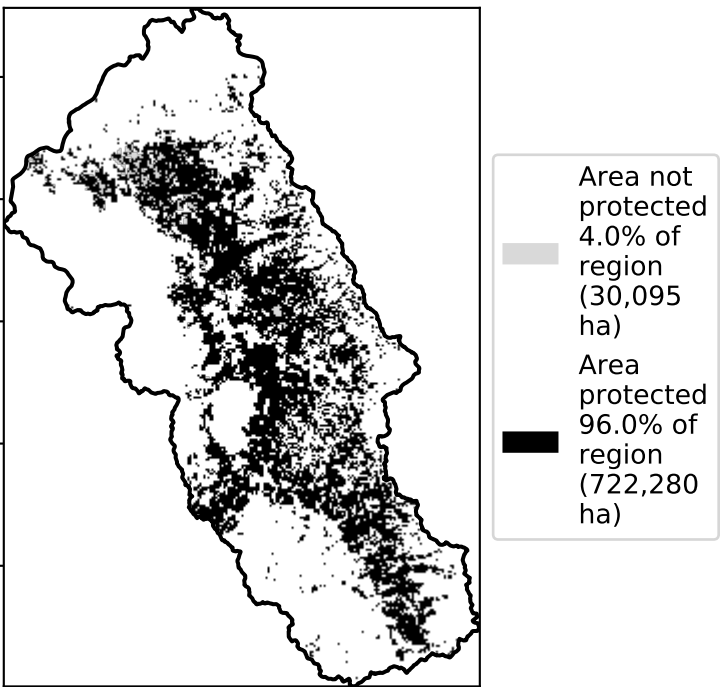 Area not
protected
4.0% of
region
(30,095
ha)
Area
protected
96.0% of
region
(722,280
ha)